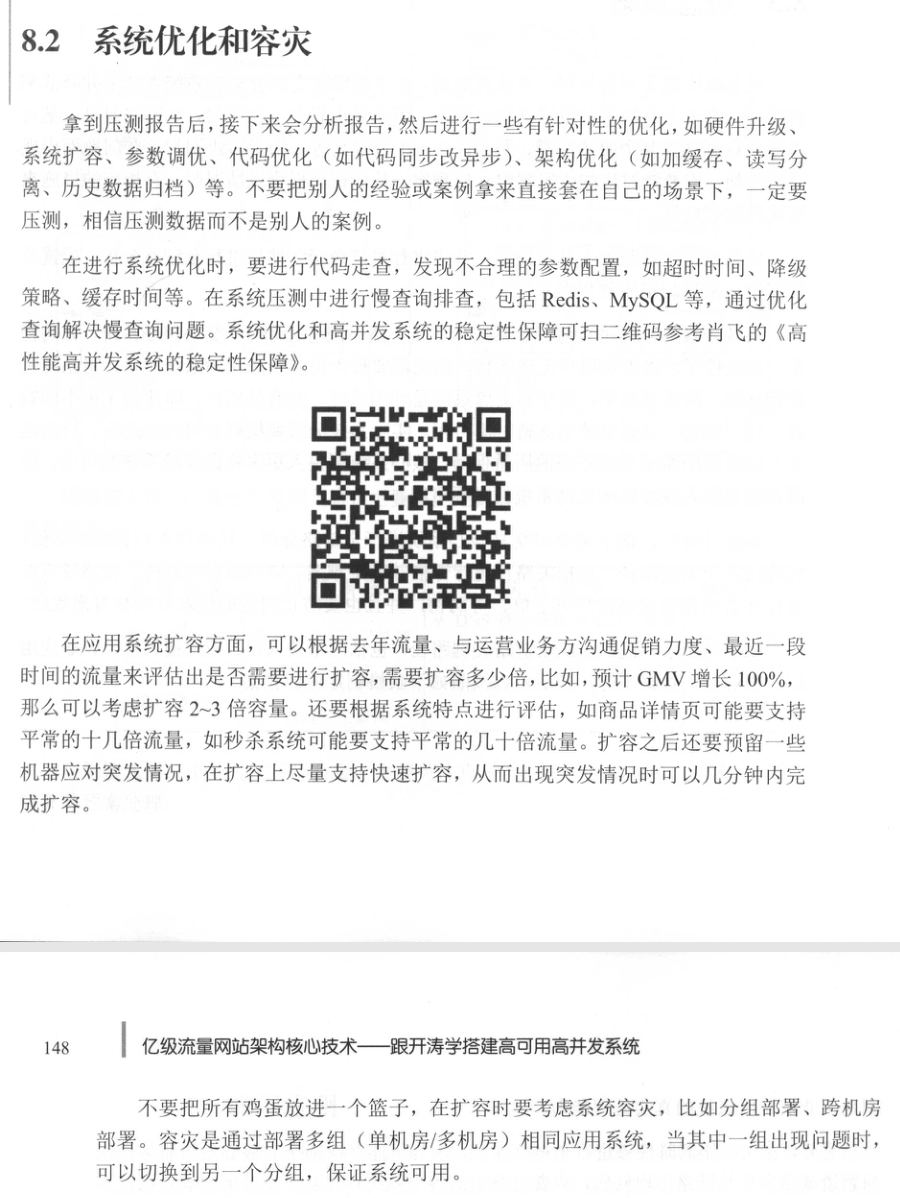 8.2 系统优化和容灾
拿到压测报告后，接下来会分析报告，然后进行一些有针对性的优化，如硬件升级、
系统扩容、参数调优、代码优化（如代码同步改异步）、架构优化（如加缓存、读写分
离、历史数据归档）等。不要把别人的经验或案例拿来直接套在自己的场景下，一定要
压测，相信压测数据而不是别人的案例。
在进行系统优化时，要进行代码走查，发现不合理的参数配置，如超时时间、降级
策略、缓存时间等。在系统压测中进行慢查询排查，包括 Redis、MySQL 等，通过优化
查询解决慢查询问题。系统优化和高并发系统的稳定性保障可扫二维码参考肖飞的《高
性能高并发系统的稳定性保障》。
在应用系统扩容方面，可以根据去年流量、与运营业务方沟通促销力度、最近一段
时间的流量来评估出是否需要进行扩容，需要扩容多少倍，比如，预计 GMV 增长 100%，
那么可以考虑扩容 2~3 倍容量。还要根据系统特点进行评估，如商品详情页可能要支持
平常的十几倍流量，如秒杀系统可能要支持平常的几十倍流量。扩容之后还要预留一些
机器应对突发情况，在扩容上尽量支持快速扩容，从而出现突发情况时可以几分钟内完
成扩容。
148 亿级流量网站架构核心技术——跟开涛学搭建高可用高并发系统
不要把所有鸡蛋放进一个篮子，在扩容时要考虑系统容灾，比如分组部署、跨机房
部署。容灾是通过部署多组（单机房/多机房）相同应用系统，当其中一组出现问题时，
可以切换到另一个分组，保证系统可用。